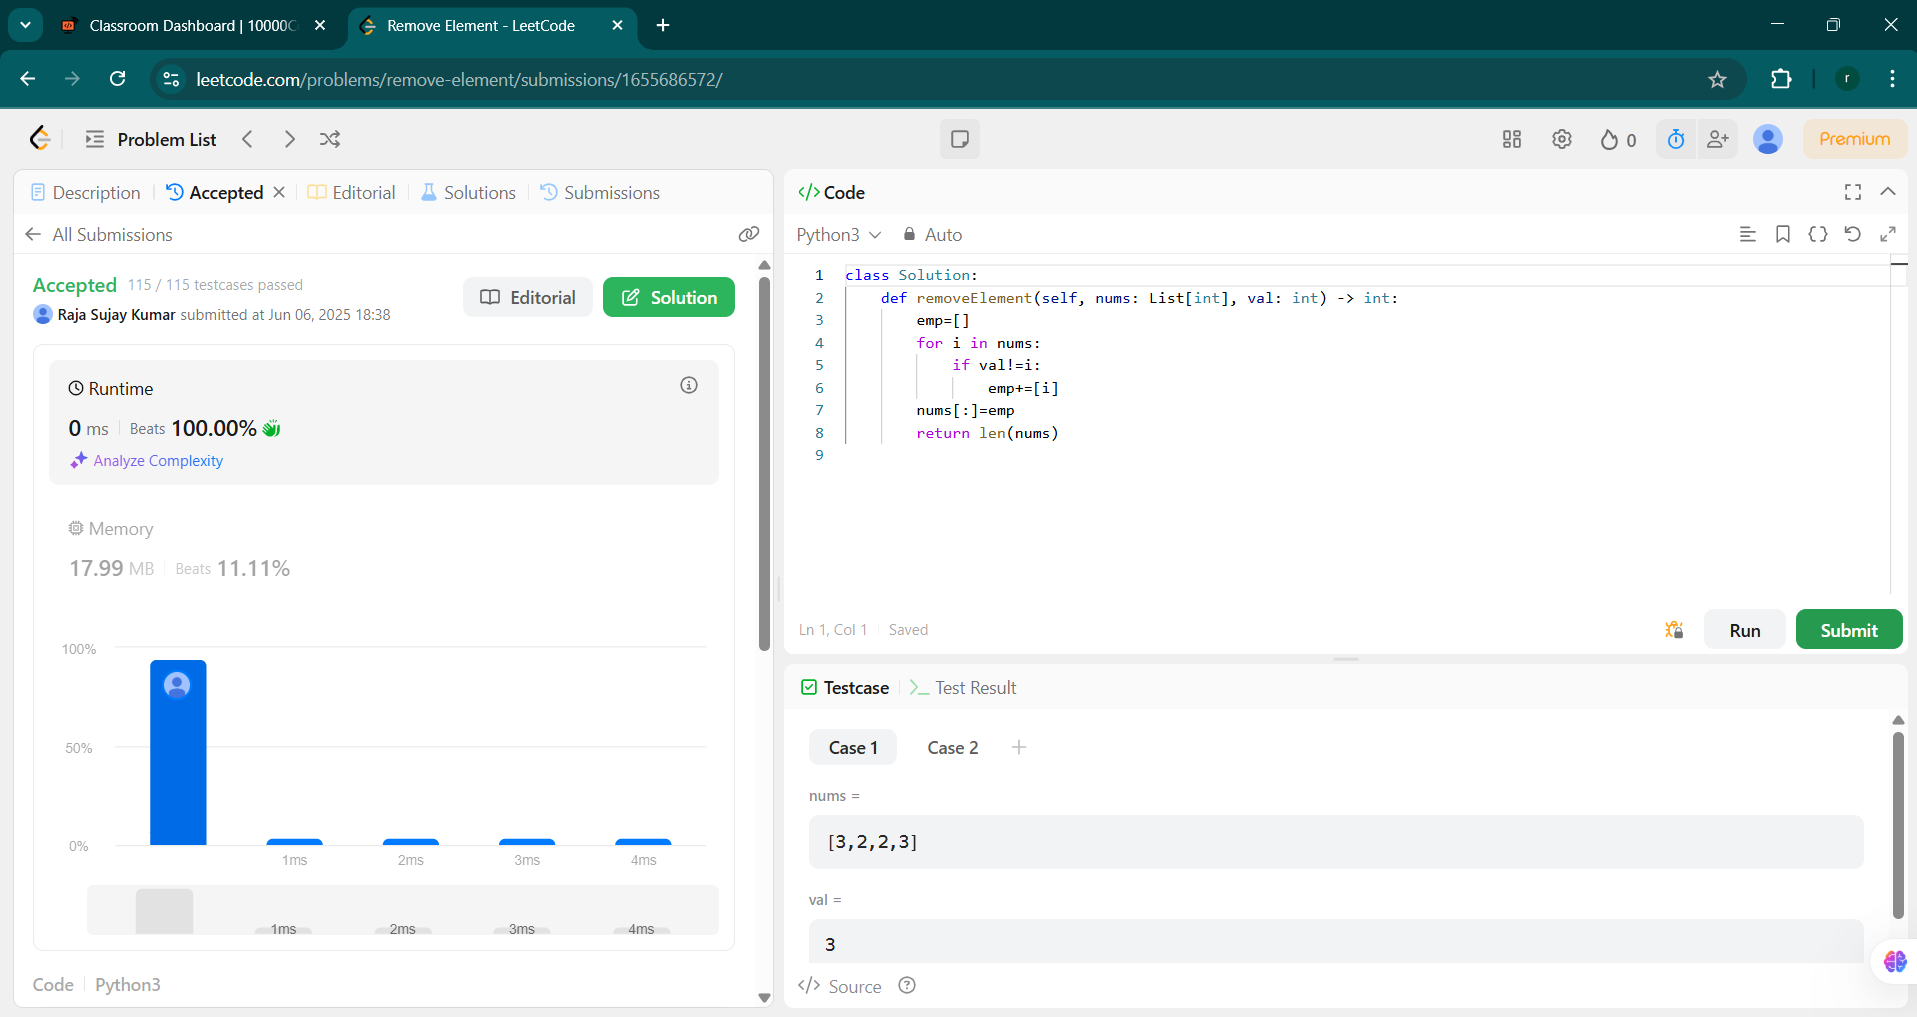 Classroom Dashboard | 10000C
Remove Element - LeetCode
leetcode.com/problems/remove-element/submissions/1655686572/
r
Problem List
0
Premium
Description
Accepted
Editorial
Solutions
Submissions
All Submissions
Accepted 115 / 115 testcases passed
Raja Sujay Kumar submitted at Jun 06, 2025 18:38
Editorial
Solution
Runtime
0 ms Beats 100.00%
Analyze Complexity
Memory
17.99 MB Beats 11.11%
100%
50%
0%
1ms 2ms 3ms 4ms
1ms 2ms 3ms 4ms
Code Python3
</> Code
Python3 Auto
1 class Solution:
2 def removeElement(self, nums: List[int], val: int) -> int:
3 emp=[]
4 for i in nums:
5 if val!=i:
6 emp+=[i]
7 nums[:]=emp
8 return len(nums)
9
Ln 1, Col 1 Saved
Run
Submit
Testcase
>_ Test Result
Case 1 Case 2 +
nums =
[3,2,2,3]
val =
3
</> Source ?